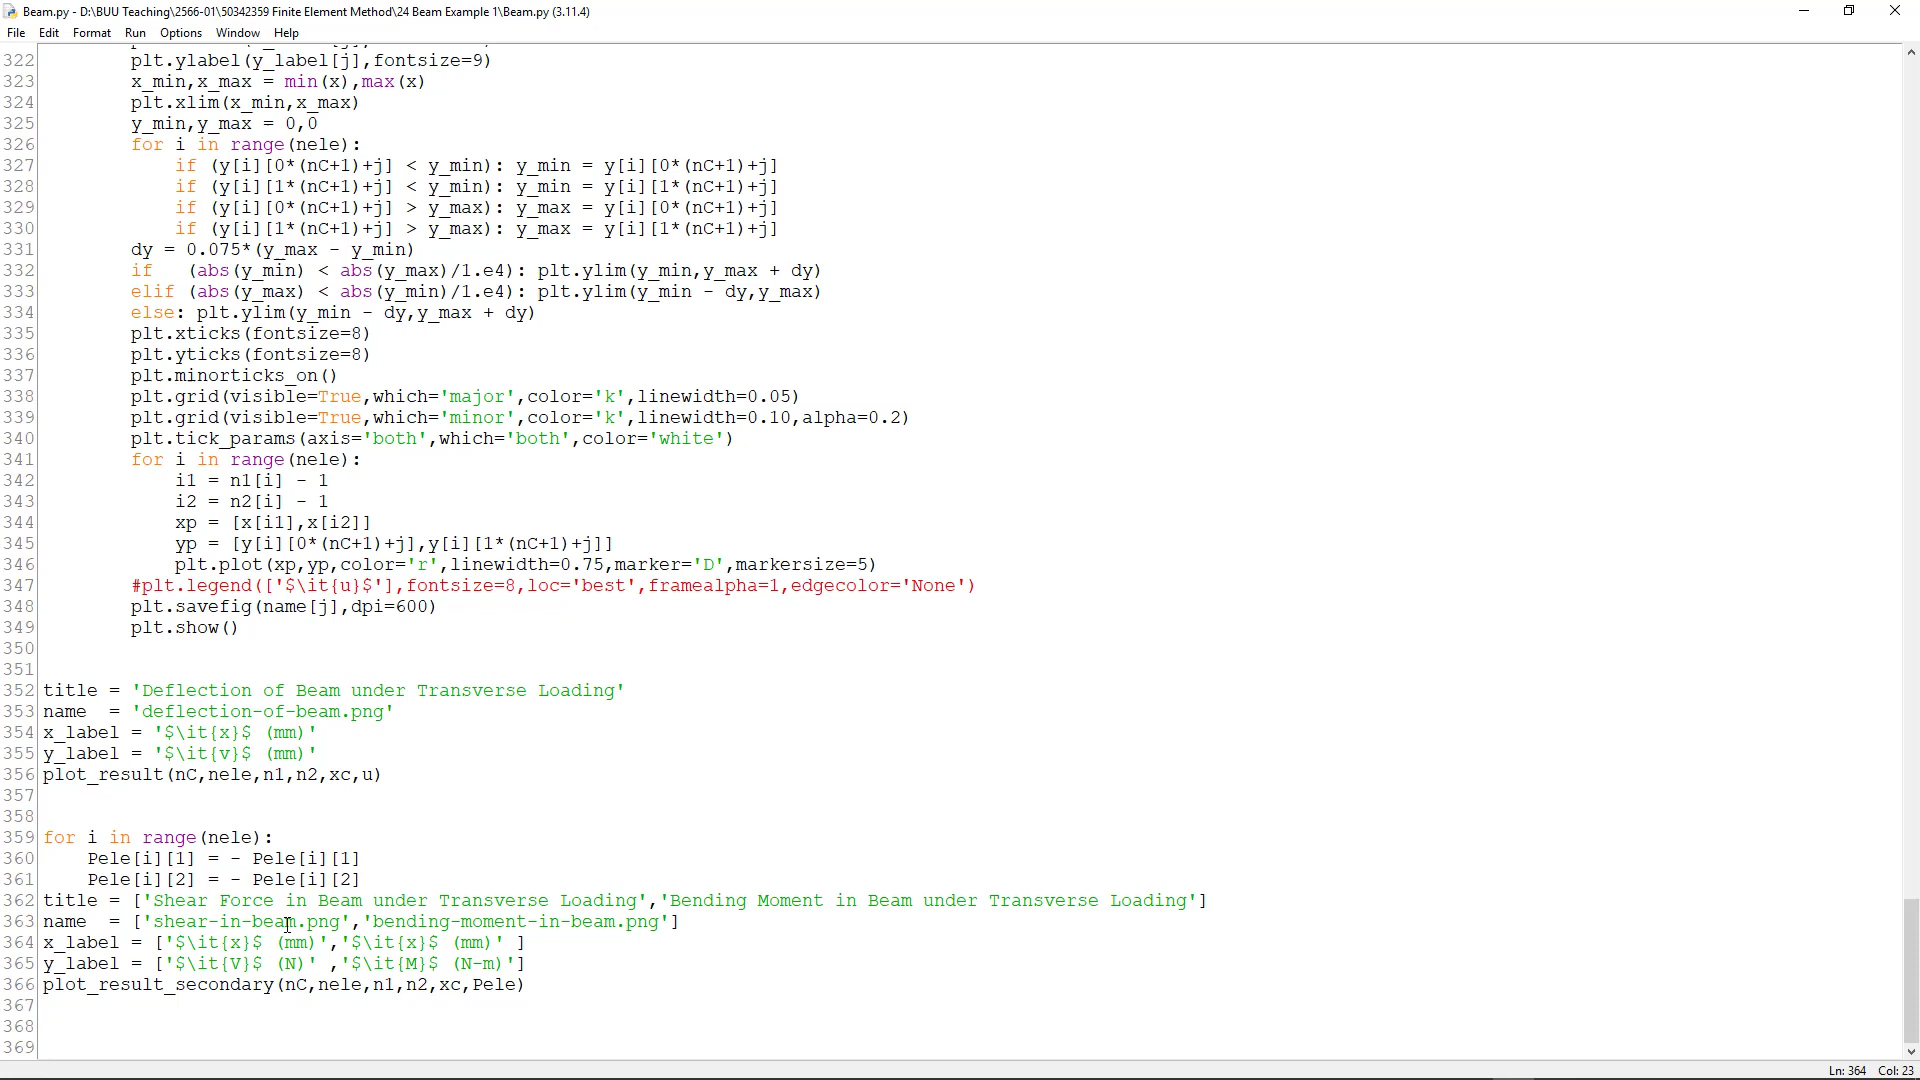 Beam.py - D:\BUU Teaching\2566-01\50342359 Finite Element Method\24 Beam Example 1\Beam.py (3.11.4)
File Edit Format Run Options Window Help
322 plt.ylabel(y_label[j],fontsize=9)
323 x_min,x_max = min(x),max(x)
324 plt.xlim(x_min,x_max)
325 y_min,y_max = 0,0
326 for i in range(nele):
327 if (y[i][0*(nC+1)+j] < y_min): y_min = y[i][0*(nC+1)+j]
328 if (y[i][1*(nC+1)+j] < y_min): y_min = y[i][1*(nC+1)+j]
329 if (y[i][0*(nC+1)+j] > y_max): y_max = y[i][0*(nC+1)+j]
330 if (y[i][1*(nC+1)+j] > y_max): y_max = y[i][1*(nC+1)+j]
331 dy = 0.075*(y_max - y_min)
332 if   (abs(y_min) < abs(y_max)/1.e4): plt.ylim(y_min,y_max + dy)
333 elif (abs(y_max) < abs(y_min)/1.e4): plt.ylim(y_min - dy,y_max)
334 else: plt.ylim(y_min - dy,y_max + dy)
335 plt.xticks(fontsize=8)
336 plt.yticks(fontsize=8)
337 plt.minorticks_on()
338 plt.grid(visible=True,which='major',color='k',linewidth=0.05)
339 plt.grid(visible=True,which='minor',color='k',linewidth=0.10,alpha=0.2)
340 plt.tick_params(axis='both',which='both',color='white')
341 for i in range(nele):
342 i1 = n1[i] - 1
343 i2 = n2[i] - 1
344 xp = [x[i1],x[i2]]
345 yp = [y[i][0*(nC+1)+j],y[i][1*(nC+1)+j]]
346 plt.plot(xp,yp,color='r',linewidth=0.75,marker='D',markersize=5)
347 #plt.legend(['$\it{u}$'],fontsize=8,loc='best',framealpha=1,edgecolor='None')
348 plt.savefig(name[j],dpi=600)
349 plt.show()
350
351
352 title = 'Deflection of Beam under Transverse Loading'
353 name  = 'deflection-of-beam.png'
354 x_label = '$\it{x}$ (mm)'
355 y_label = '$\it{v}$ (mm)'
356 plot_result(nC,nele,n1,n2,xc,u)
357
358
359 for i in range(nele):
360 Pele[i][1] = - Pele[i][1]
361 Pele[i][2] = - Pele[i][2]
362 title = ['Shear Force in Beam under Transverse Loading','Bending Moment in Beam under Transverse Loading']
363 name  = ['shear-in-beam.png','bending-moment-in-beam.png']
364 x_label = ['$\it{x}$ (mm)','$\it{x}$ (mm)' ]
365 y_label = ['$\it{V}$ (N)' ,'$\it{M}$ (N-m)']
366 plot_result_secondary(nC,nele,n1,n2,xc,Pele)
367
368
369
Ln: 364 Col: 23